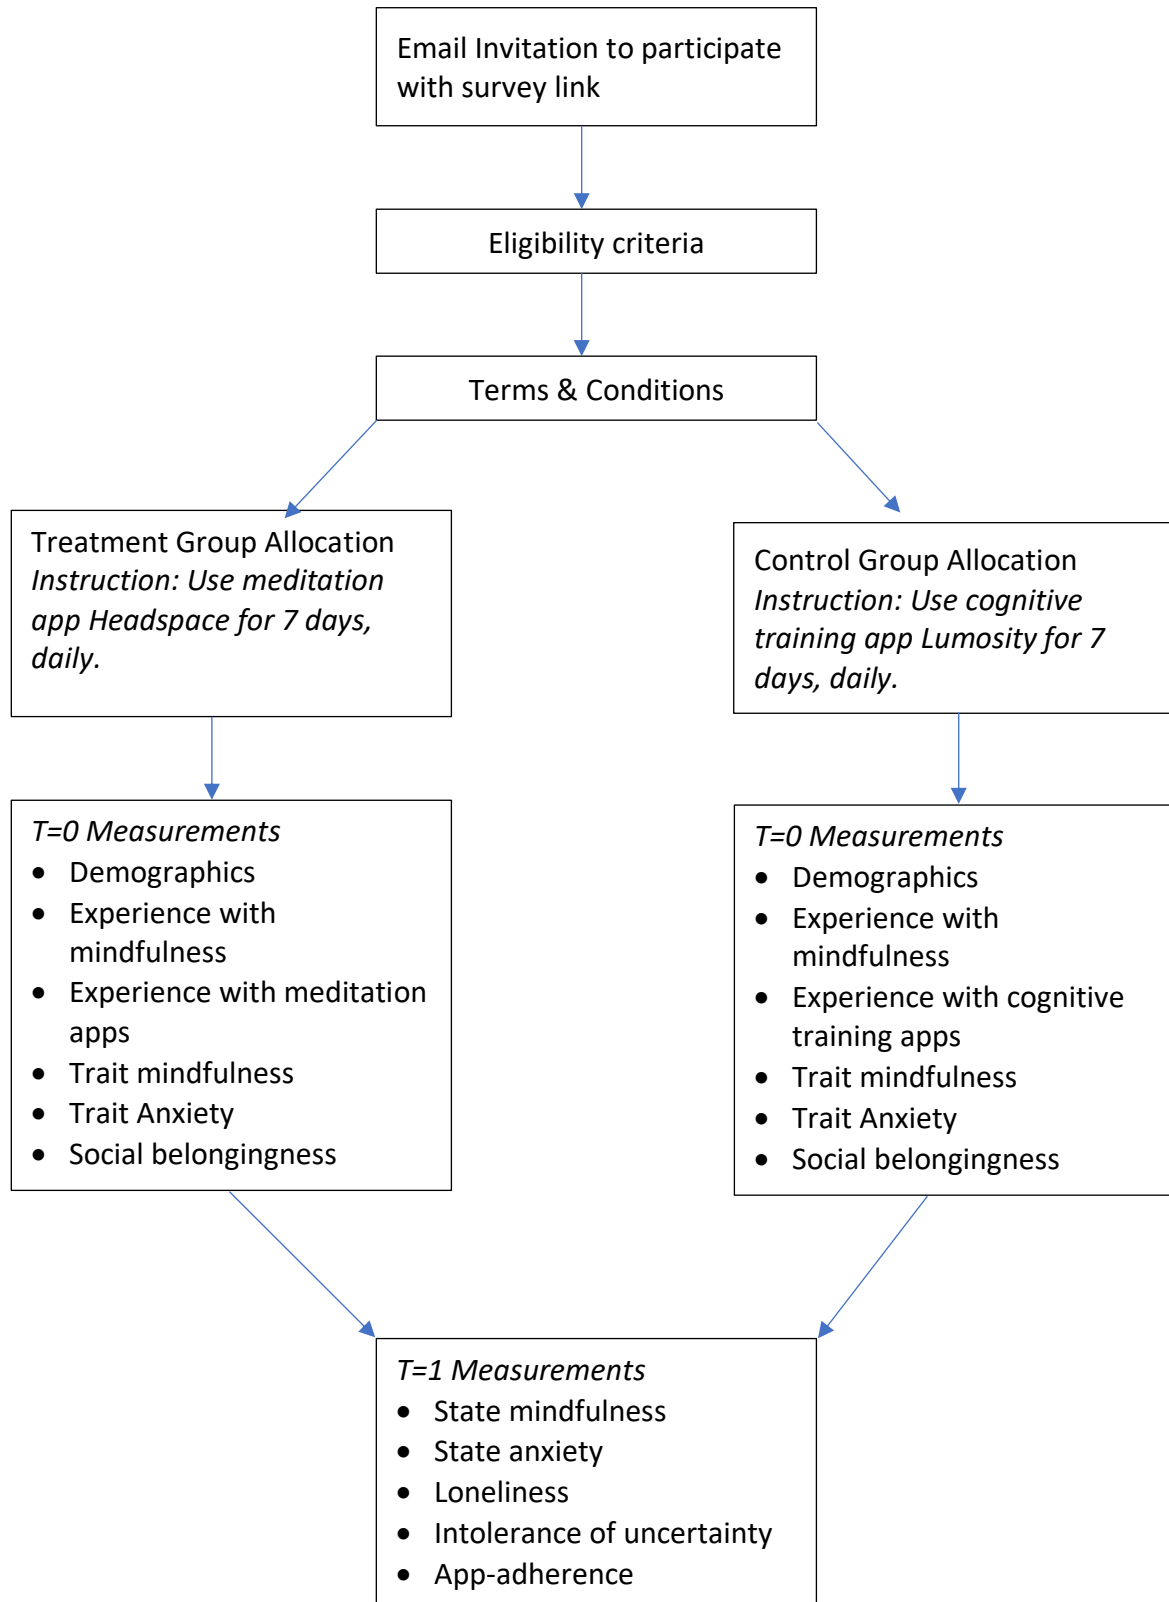 Email Invitation to participate
with survey link
Eligibility criteria
Terms & Conditions
Treatment Group Allocation
Instruction: Use meditation
app Headspace for 7 days,
daily.
Control Group Allocation
Instruction: Use cognitive
training app Lumosity for 7
days, daily.
T=0 Measurements
• Demographics
• Experience with
mindfulness
• Experience with meditation
apps
• Trait mindfulness
• Trait Anxiety
• Social belongingness
T=0 Measurements
• Demographics
• Experience with
mindfulness
• Experience with cognitive
training apps
• Trait mindfulness
• Trait Anxiety
• Social belongingness
T=1 Measurements
• State mindfulness
• State anxiety
• Loneliness
• Intolerance of uncertainty
• App-adherence